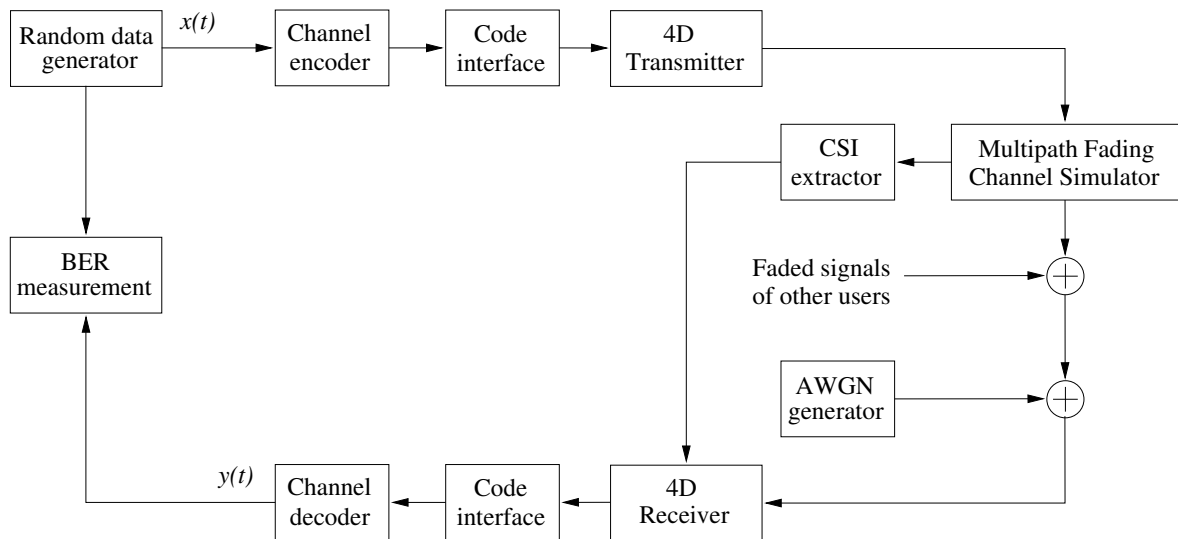 Random data
generator
x(t)
Channel
encoder
Code
interface
4D
Transmitter
CSI
extractor
Multipath Fading
Channel Simulator
BER
measurement
Faded signals
of other users
AWGN
generator
y(t)
Channel
decoder
Code
interface
4D
Receiver